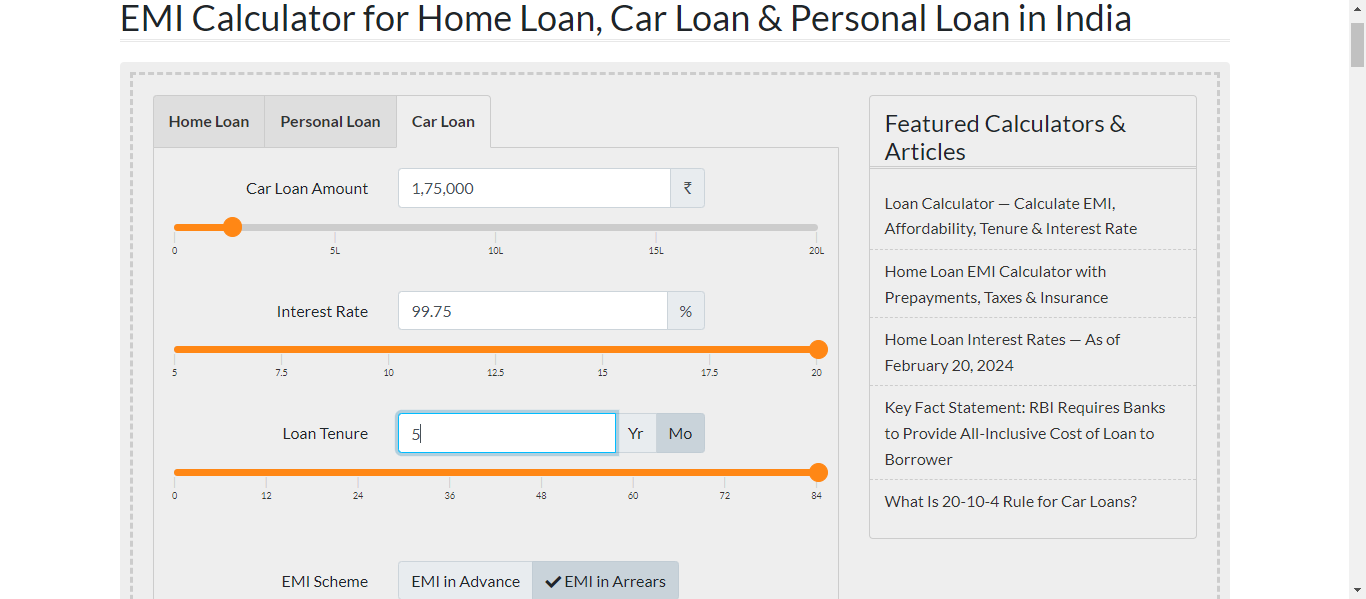 EMI Calculator for Home Loan, Car Loan & Personal Loan in India
Home Loan Personal Loan Car Loan
Car Loan Amount 1,75,000 ₹
0 5L 10L 15L 20L
Interest Rate 99.75 %
5 7.5 10 12.5 15 17.5 20
Loan Tenure 5 Yr Mo
0 12 24 36 48 60 72 84
EMI Scheme EMI in Advance EMI in Arrears
Featured Calculators &
Articles
Loan Calculator — Calculate EMI,
Affordability, Tenure & Interest Rate
Home Loan EMI Calculator with
Prepayments, Taxes & Insurance
Home Loan Interest Rates — As of
February 20, 2024
Key Fact Statement: RBI Requires Banks
to Provide All-Inclusive Cost of Loan to
Borrower
What Is 20-10-4 Rule for Car Loans?